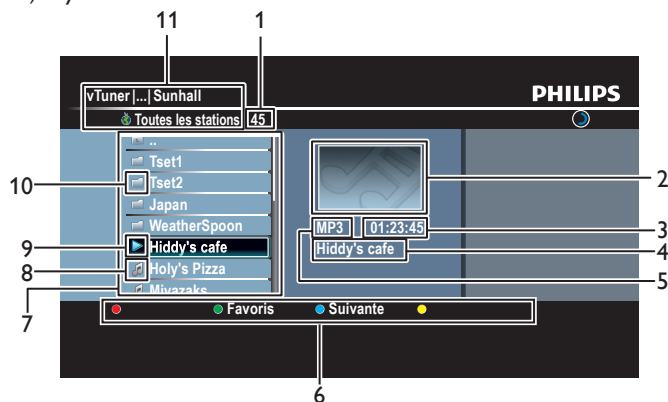 11 1
vTuner |...| Sunhall
PHILIPS
Toutes les stations 45
..
Tset1
2
10 Tset2
Japan
WeatherSpoon
MP3 01:23:45 3
9 Hiddy's cafe
Hiddy's cafe 4
8 Holy's Pizza
5
7 Miyazaks
Favoris Suivante
6